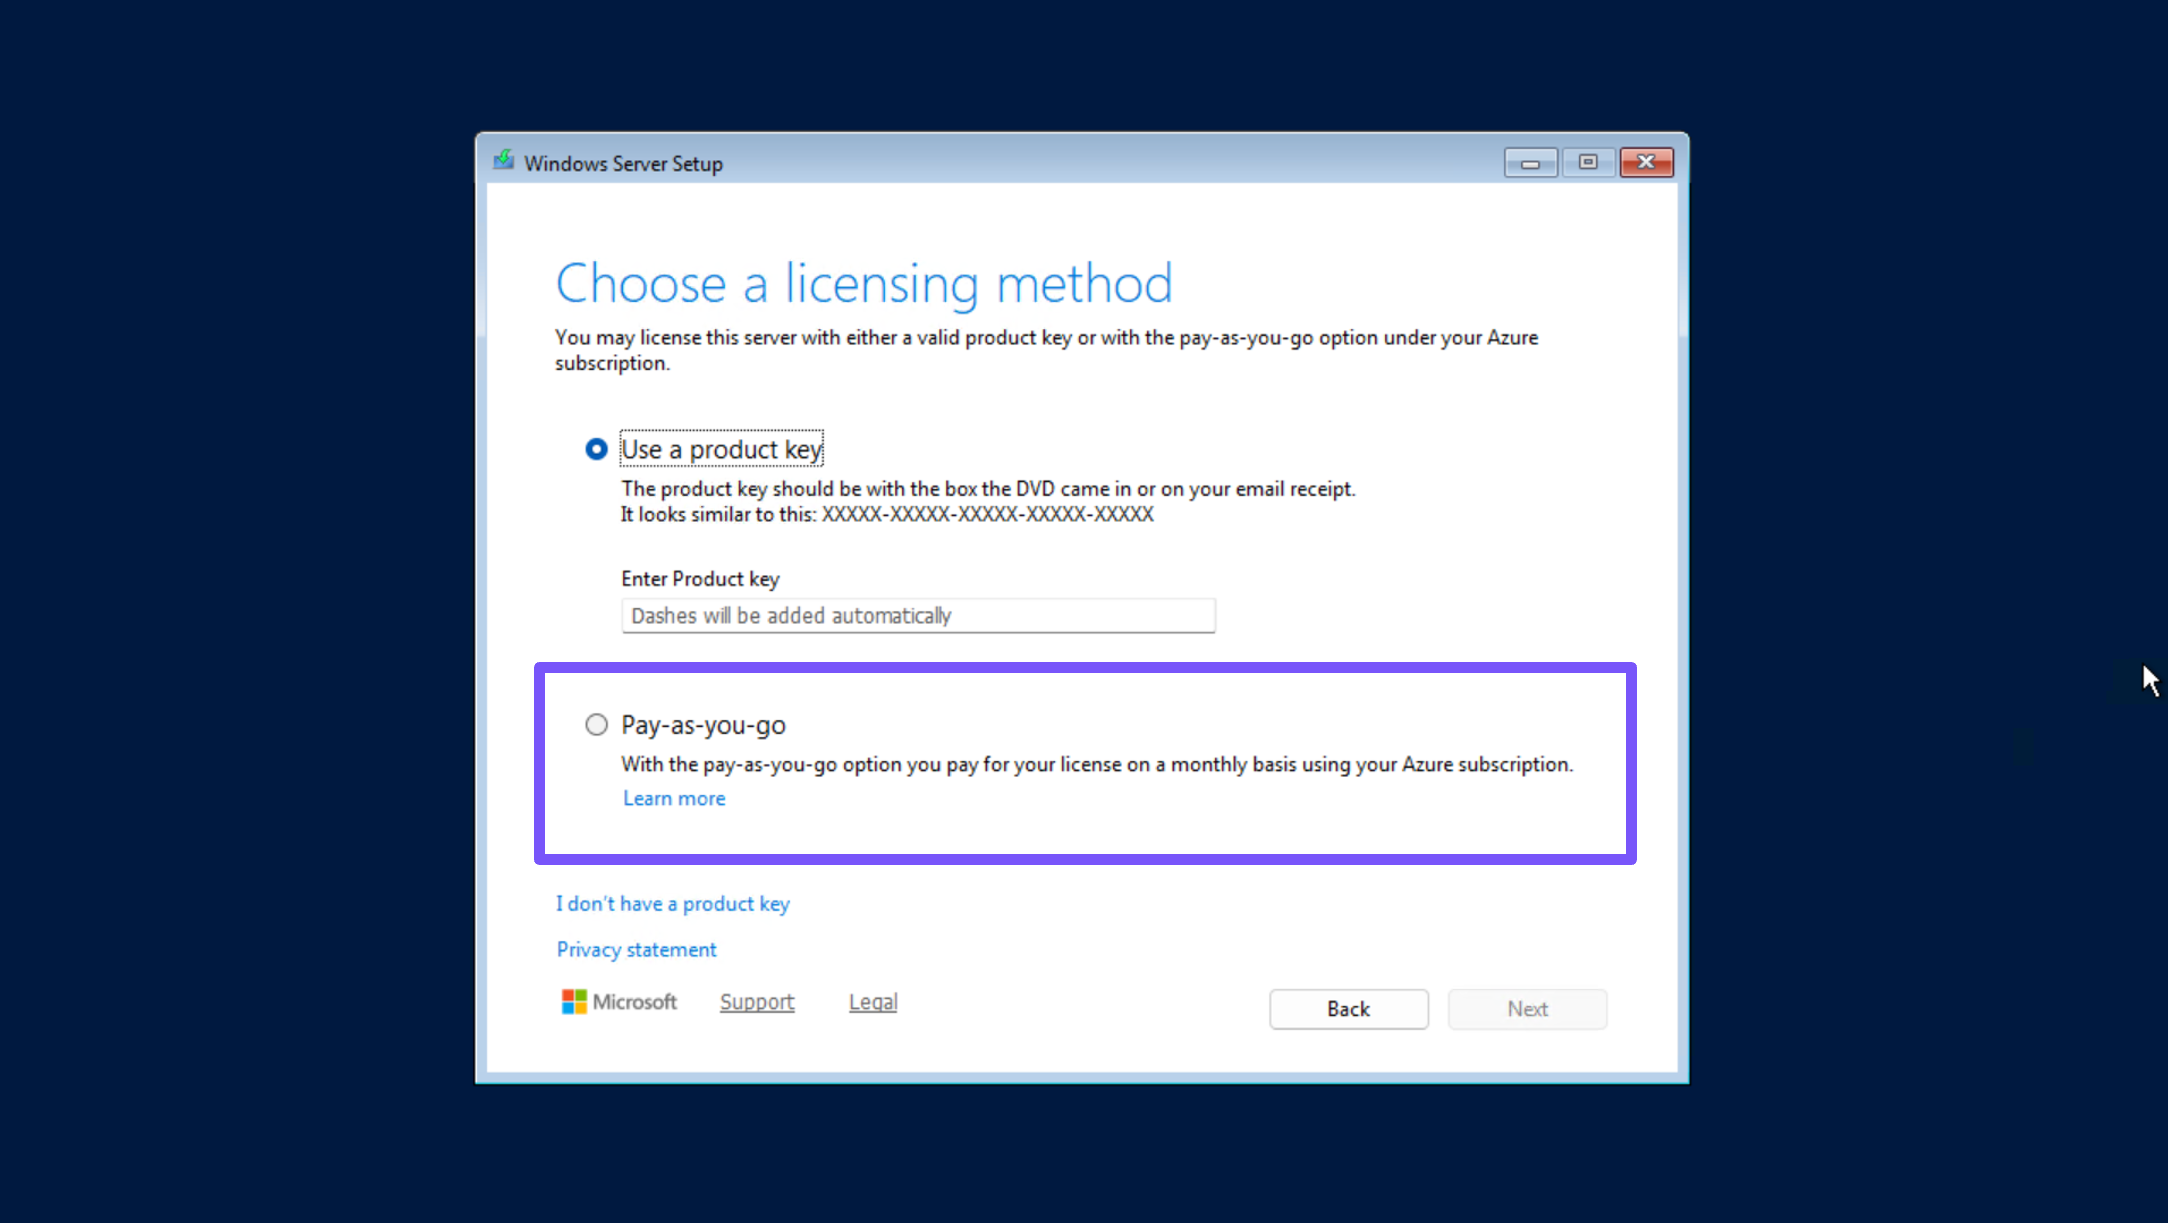 Windows Server Setup
Choose a licensing method
You may license this server with either a valid product key or with the pay-as-you-go option under your Azure
subscription.
Use a product key
The product key should be with the box the DVD came in or on your email receipt.
It looks similar to this: XXXXX-XXXXX-XXXXX-XXXXX-XXXXX
Enter Product key
Dashes will be added automatically
Pay-as-you-go
With the pay-as-you-go option you pay for your license on a monthly basis using your Azure subscription.
Learn more
I don't have a product key
Privacy statement
Microsoft Support Legal Back Next